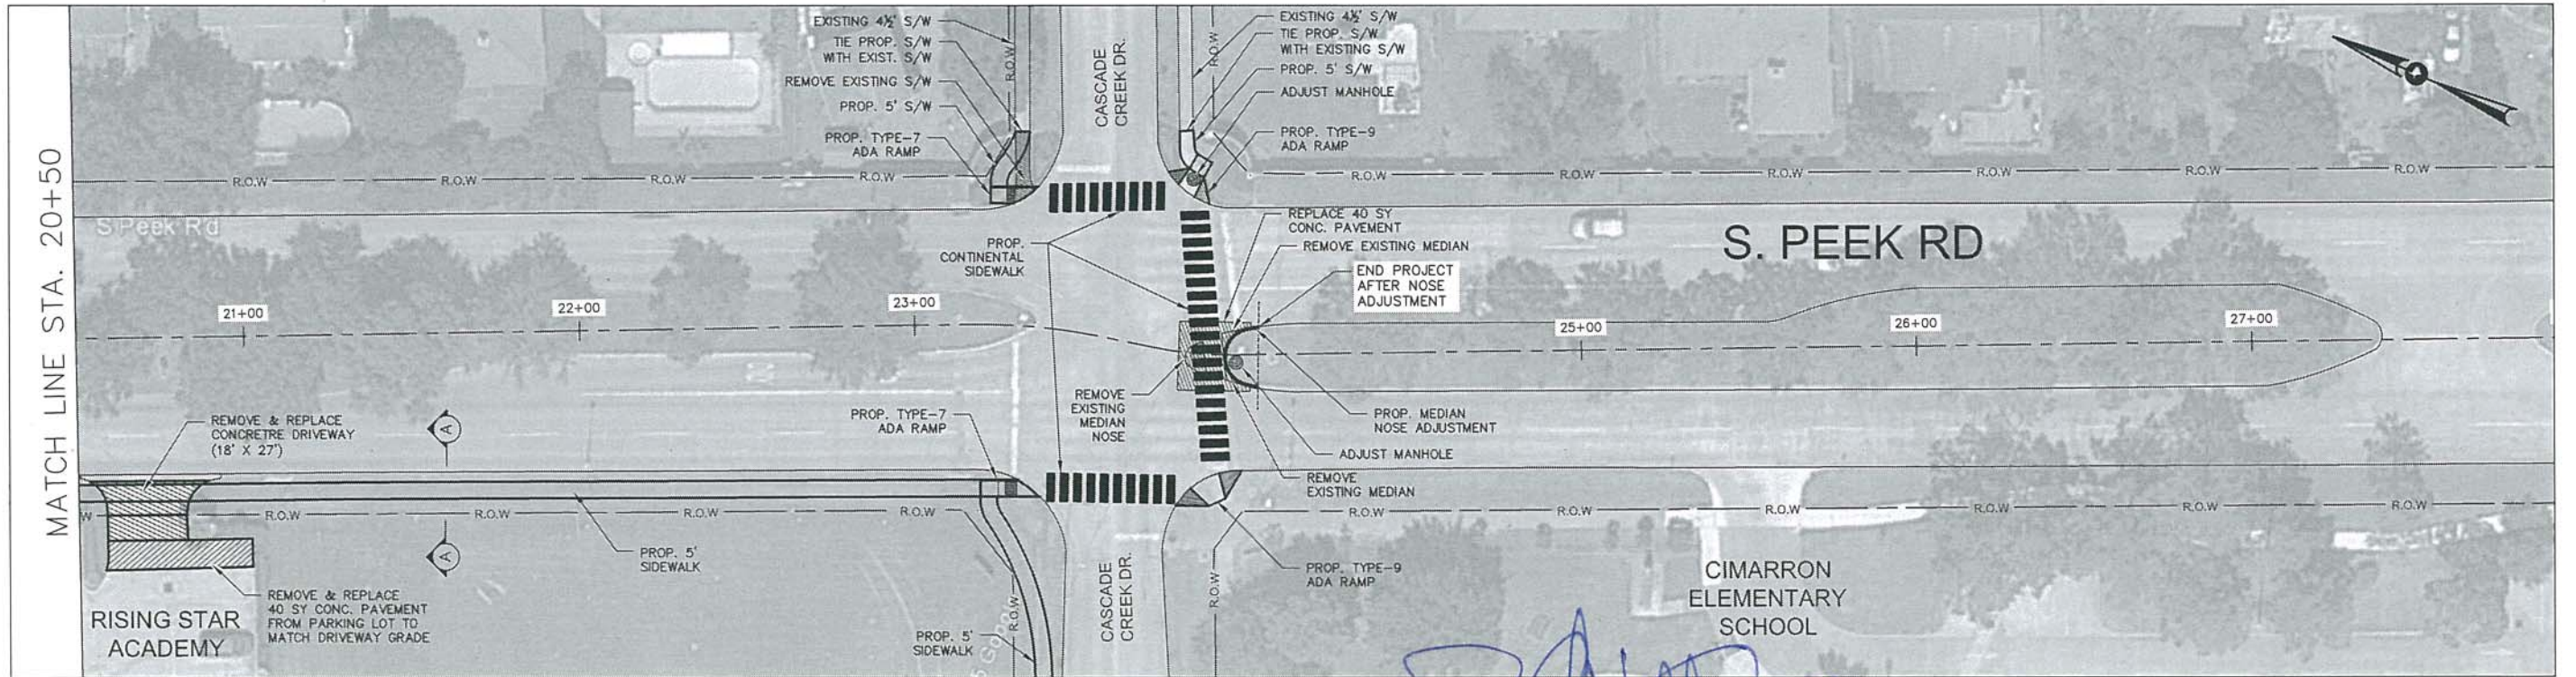 MATCH LINE STA. 20+50
EXISTING 4½' S/W
TIE PROP. S/W
WITH EXIST. S/W
REMOVE EXISTING S/W
PROP. 5' S/W
PROP. TYPE-7
ADA RAMP
R.O.W
CASCADE
CREEK DR.
R.O.W
EXISTING 4½' S/W
TIE PROP. S/W
WITH EXISTING S/W
PROP. 5' S/W
ADJUST MANHOLE
PROP. TYPE-9
ADA RAMP
R.O.W
R.O.W
R.O.W
R.O.W
R.O.W
R.O.W
R.O.W
R.O.W
R.O.W
R.O.W
S Peek Rd
PROP.
CONTINENTAL
SIDEWALK
REPLACE 40 SY
CONC. PAVEMENT
REMOVE EXISTING MEDIAN
END PROJECT
AFTER NOSE
ADJUSTMENT
S. PEEK RD
21+00
22+00
23+00
25+00
26+00
27+00
REMOVE & REPLACE
CONCRETRE DRIVEWAY
(18' X 27')
A
PROP. TYPE-7
ADA RAMP
REMOVE
EXISTING
MEDIAN
NOSE
PROP. MEDIAN
NOSE ADJUSTMENT
ADJUST MANHOLE
REMOVE
EXISTING MEDIAN
W
R.O.W
R.O.W
R.O.W
R.O.W
R.O.W
R.O.W
R.O.W
R.O.W
R.O.W
R.O.W
A
PROP. 5'
SIDEWALK
REMOVE & REPLACE
40 SY CONC. PAVEMENT
FROM PARKING LOT TO
MATCH DRIVEWAY GRADE
RISING STAR
ACADEMY
PROP. 5'
SIDEWALK
R.O.W
CASCADE
CREEK DR.
R.O.W
PROP. TYPE-9
ADA RAMP
CIMARRON
ELEMENTARY
SCHOOL